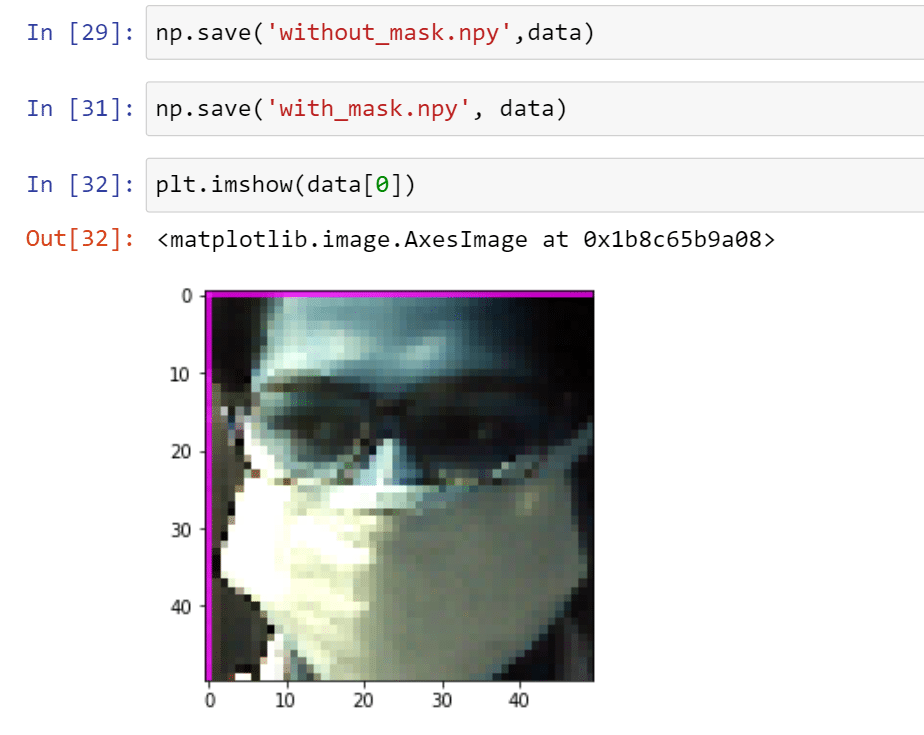 In [29]: np.save('without_mask.npy',data)
In [31]: np.save('with_mask.npy', data)
In [32]: plt.imshow(data[0])
Out[32]: <matplotlib.image.AxesImage at 0x1b8c65b9a08>
0
10
20
30
40
0 10 20 30 40